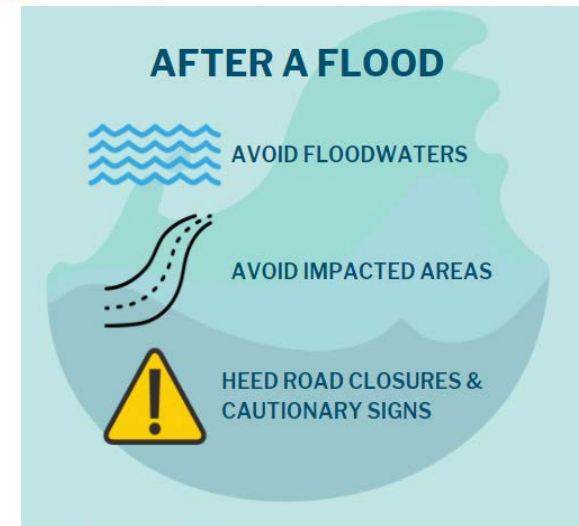 AFTER A FLOOD
AVOID FLOODWATERS
AVOID IMPACTED AREAS
HEED ROAD CLOSURES &
CAUTIONARY SIGNS